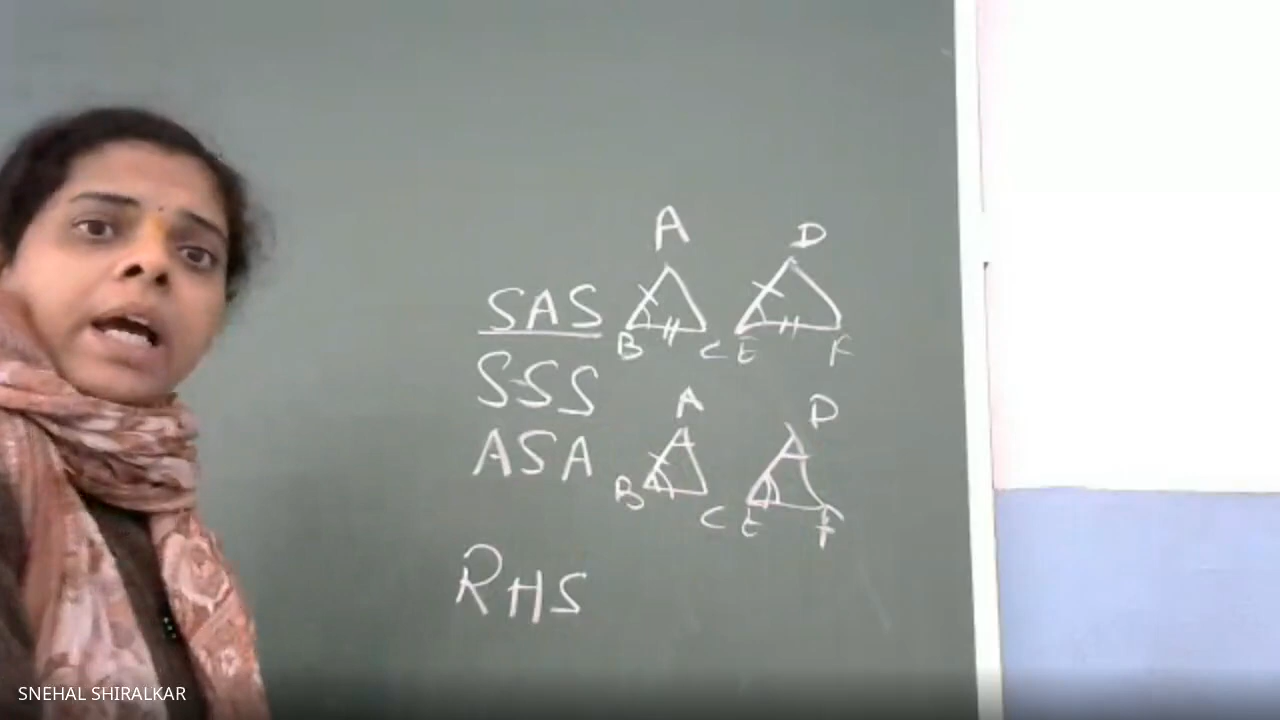 A D
SAS
B C E F
SSS
A D
ASA
B C E F
RHS
SNEHAL SHIRALKAR